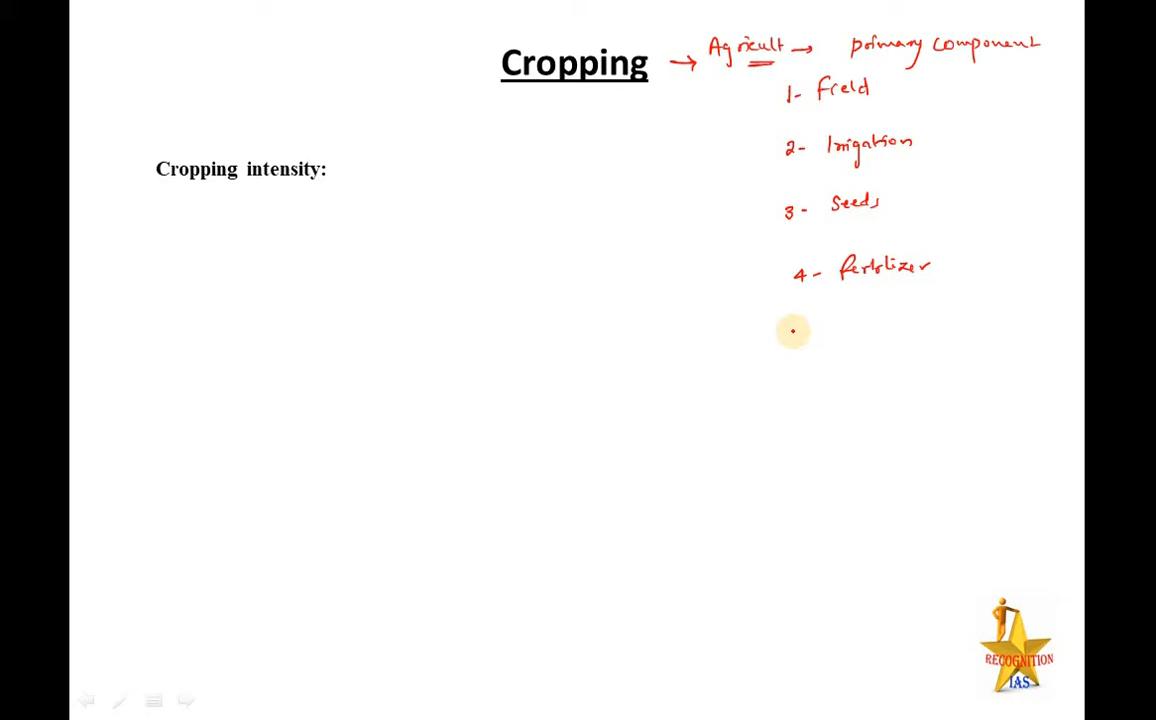 Cropping → Agricult → primary component
1- Field
2- Irrigation
Cropping intensity:
3- Seeds
4- fertilizer
RECOGNITION
IAS